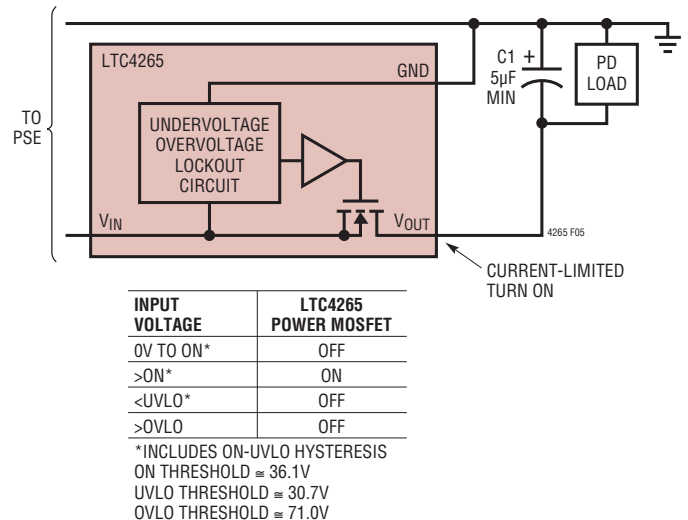 LTC4265
GND
C1 +
5µF
MIN
PD
LOAD
TO
PSE
UNDERVOLTAGE
OVERVOLTAGE
LOCKOUT
CIRCUIT
VIN
VOUT
4265 F05
CURRENT-LIMITED
TURN ON
INPUT VOLTAGE LTC4265 POWER MOSFET
0V TO ON* OFF
>ON* ON
<UVLO* OFF
>OVLO OFF
*INCLUDES ON-UVLO HYSTERESIS
ON THRESHOLD ≅ 36.1V
UVLO THRESHOLD ≅ 30.7V
OVLO THRESHOLD ≅ 71.0V